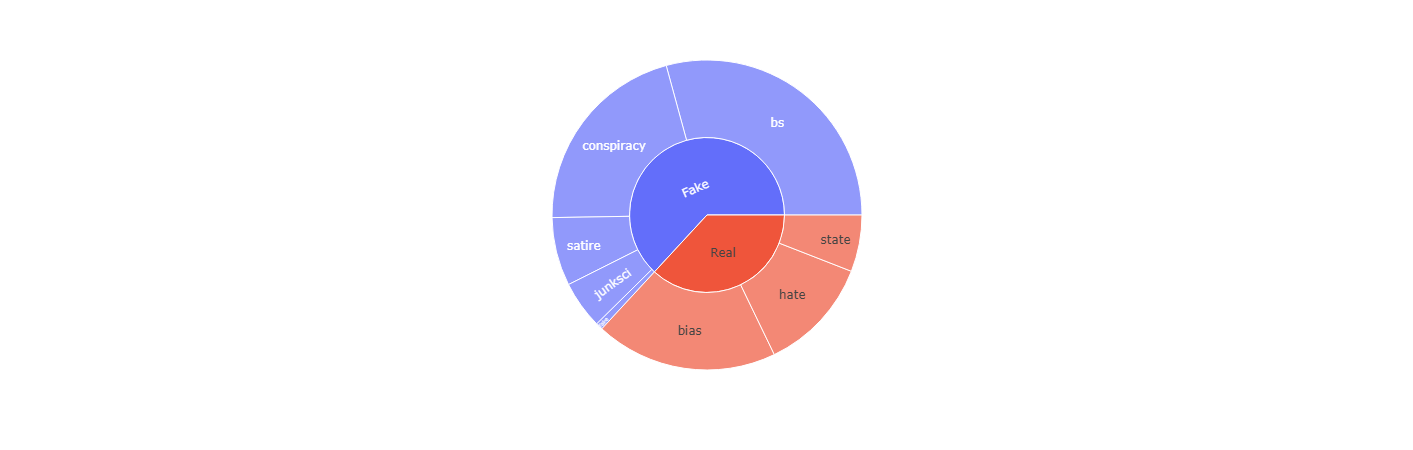 bs
conspiracy
Fake
satire
state
Real
junksci
hate
bias